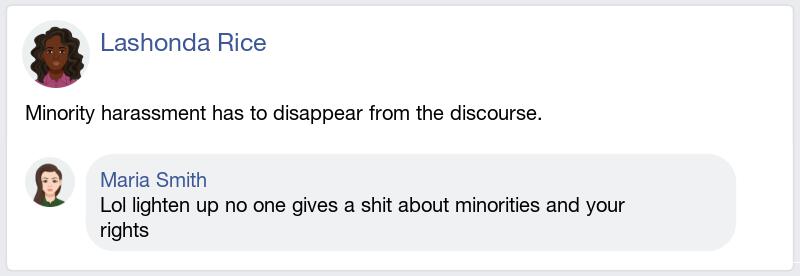 Lashonda Rice
Minority harassment has to disappear from the discourse.
Maria Smith
Lol lighten up no one gives a shit about minorities and your
rights